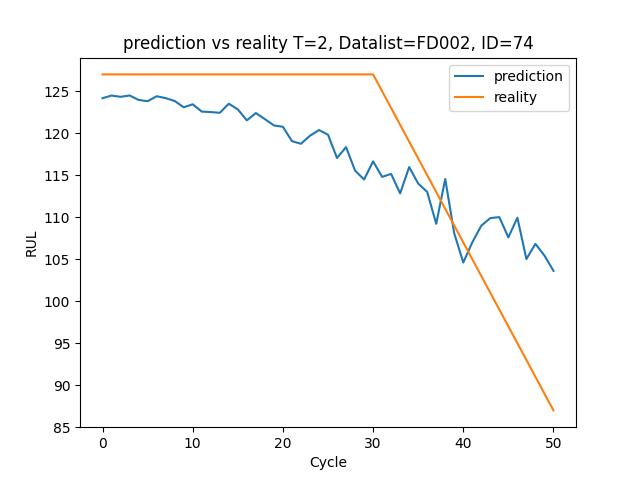 prediction vs reality T=2, Datalist=FD002, ID=74
prediction
reality
125
120
115
110
105
100
95
90
85
RUL
0 10 20 30 40 50
Cycle